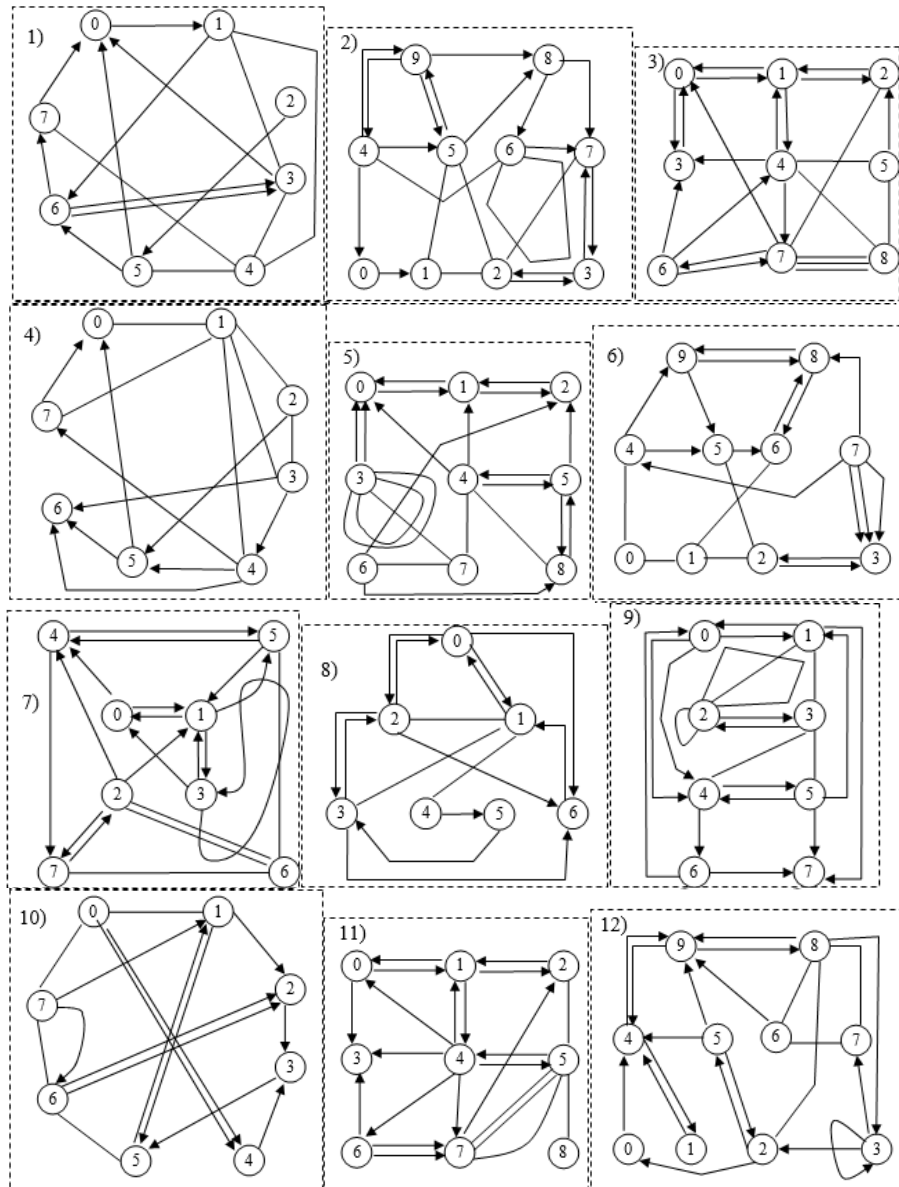 1) 0 1 2 7 3 6 5 4
2) 9 8 4 5 6 7 0 1 2 3
3) 0 1 2 3 4 5 6 7 8
4) 0 1 2 7 3 6 5 4
5) 0 1 2 3 4 5 6 7 8
6) 9 8 4 5 6 7 0 1 2 3
7) 4 5 0 1 2 3 7 6
8) 0 2 1 3 4 5 6
9) 0 1 2 3 4 5 6 7
10) 0 1 2 7 3 6 5 4
11) 0 1 2 3 4 5 6 7 8
12) 9 8 4 5 6 7 0 1 2 3